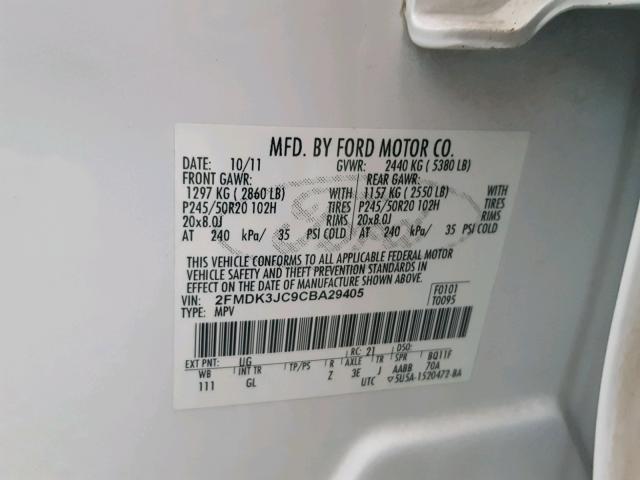 MFD. BY FORD MOTOR CO.
DATE: 10/11 GVWR: 2440 KG ( 5380 LB)
FRONT GAWR: REAR GAWR:
1297 KG ( 2860 LB) WITH 1157 KG ( 2550 LB) WITH
P245/50R20 102H TIRES P245/50R20 102H TIRES
20x8.0J RIMS 20x8.0J RIMS
AT 240 kPa/ 35 PSI COLD AT 240 kPa/ 35 PSI COLD
THIS VEHICLE CONFORMS TO ALL APPLICABLE FEDERAL MOTOR
VEHICLE SAFETY AND THEFT PREVENTION STANDARDS IN
EFFECT ON THE DATE OF MANUFACTURE SHOWN ABOVE.
VEHICLE NO: 2FMDK3JC9CBA29405 F0101
TYPE: MPV T0095
EXT PNT: UG RC: 21 DSO:
WB INT TR TP/PS R AXLE TR SPR BQ11F
111 GL Z 3E J AABB 70A
UTC 5U5A-1520472-BA